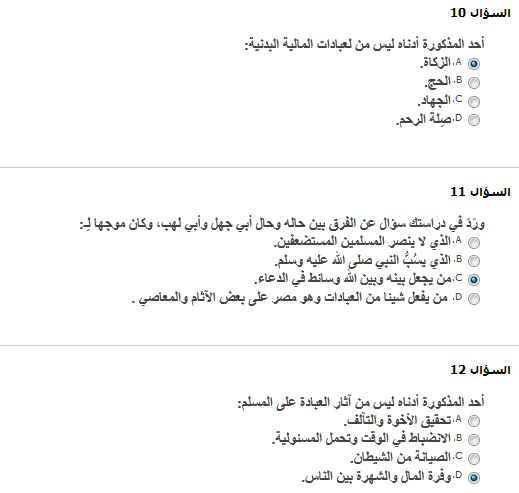 السؤال 10
أحد المذكورة أدناه ليس من لعبادات المالية البدنية:
A. الزكاة.
B. الحج.
C. الجهاد.
D. صِلة الرحم.
السؤال 11
ورَدَ في دراستك سؤال عن الفرق بين حاله وحال أبي جهل وأبي لهب، وكان موجها لـِ:
A. الذي لا ينصر المسلمين المستضعفين.
B. الذي يسُبُّ النبي صلى الله عليه وسلم.
C. من يجعل بينه وبين الله وسائط في الدعاء.
D. من يفعل شيئا من العبادات وهو مصر على بعض الآثام والمعاصي .
السؤال 12
أحد المذكورة أدناه ليس من آثار العبادة على المسلم:
A. تحقيق الأخوة والتآلف.
B. الانضباط في الوقت وتحمل المسئولية.
C. الصيانة من الشيطان.
D. وفرة المال والشهرة بين الناس.